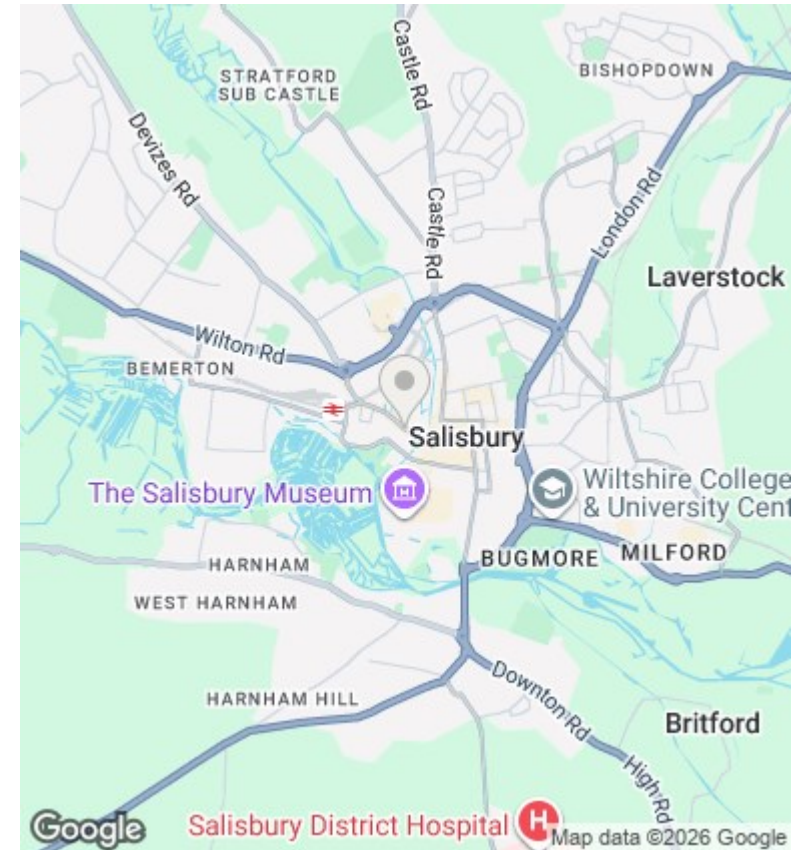 STRATFORD
SUB CASTLE
Castle Rd
BISHOPDOWN
Devizes Rd
Castle Rd
London Rd
Laverstock
Wilton Rd
BEMERTON
Salisbury
The Salisbury Museum
Wiltshire College
& University Cent
HARNHAM
BUGMORE
MILFORD
WEST HARNHAM
HARNHAM HILL
Downton Rd
Britford
High Rd
Salisbury District Hospital
H
Google
Map data ©2026 Google